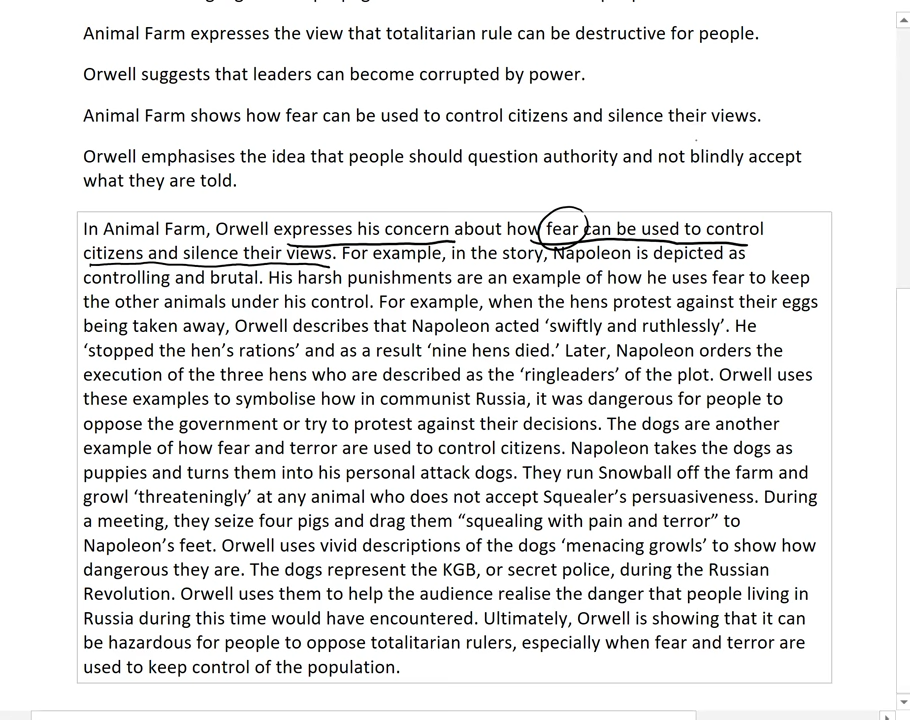 Animal Farm expresses the view that totalitarian rule can be destructive for people.
Orwell suggests that leaders can become corrupted by power.
Animal Farm shows how fear can be used to control citizens and silence their views.
Orwell emphasises the idea that people should question authority and not blindly accept
what they are told.
In Animal Farm, Orwell expresses his concern about how fear can be used to control
citizens and silence their views. For example, in the story, Napoleon is depicted as
controlling and brutal. His harsh punishments are an example of how he uses fear to keep
the other animals under his control. For example, when the hens protest against their eggs
being taken away, Orwell describes that Napoleon acted ‘swiftly and ruthlessly’. He
‘stopped the hen’s rations’ and as a result ‘nine hens died.’ Later, Napoleon orders the
execution of the three hens who are described as the ‘ringleaders’ of the plot. Orwell uses
these examples to symbolise how in communist Russia, it was dangerous for people to
oppose the government or try to protest against their decisions. The dogs are another
example of how fear and terror are used to control citizens. Napoleon takes the dogs as
puppies and turns them into his personal attack dogs. They run Snowball off the farm and
growl ‘threateningly’ at any animal who does not accept Squealer’s persuasiveness. During
a meeting, they seize four pigs and drag them “squealing with pain and terror” to
Napoleon’s feet. Orwell uses vivid descriptions of the dogs ‘menacing growls’ to show how
dangerous they are. The dogs represent the KGB, or secret police, during the Russian
Revolution. Orwell uses them to help the audience realise the danger that people living in
Russia during this time would have encountered. Ultimately, Orwell is showing that it can
be hazardous for people to oppose totalitarian rulers, especially when fear and terror are
used to keep control of the population.